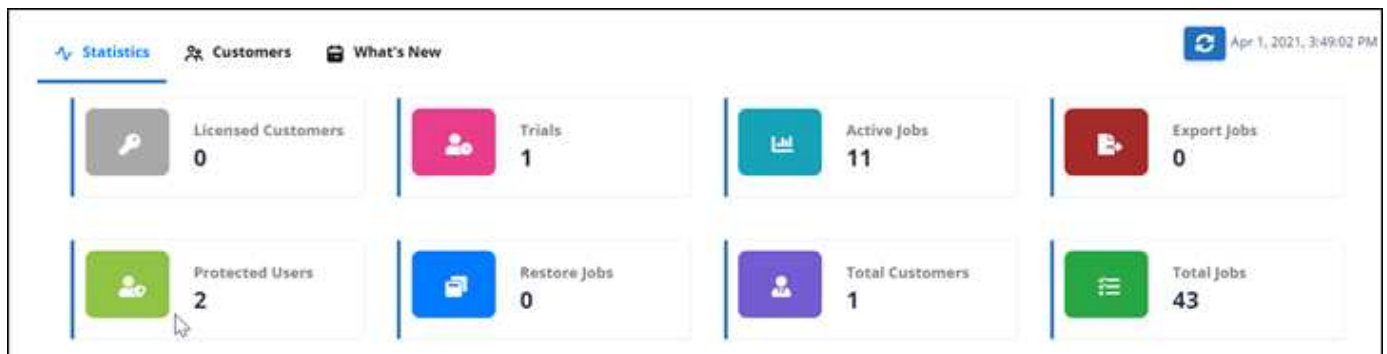 Statistics Customers What's New Apr 1, 2021, 3:49:02 PM
Licensed Customers Trials Active Jobs Export Jobs
0 1 11 0
Protected Users Restore Jobs Total Customers Total Jobs
2 0 1 43